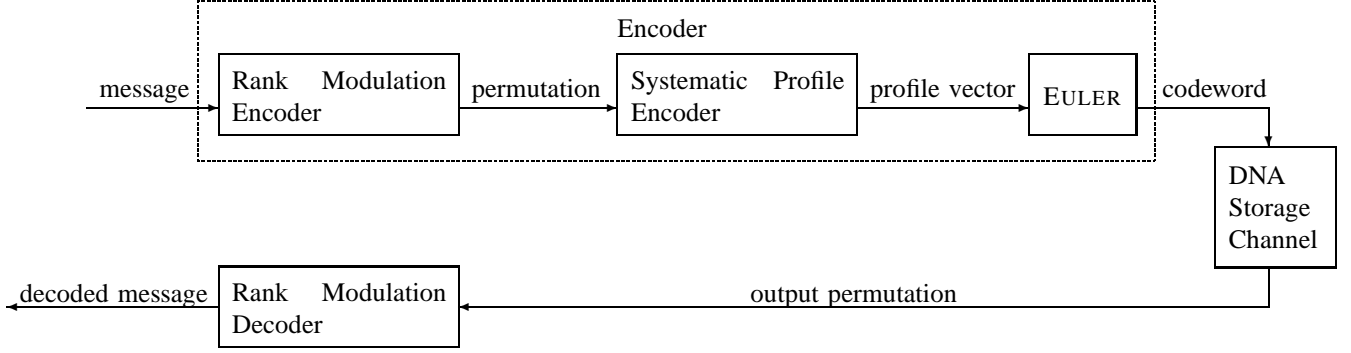 Encoder
message
Rank Modulation
Encoder
permutation
Systematic Profile
Encoder
profile vector
EULER
codeword
DNA
Storage
Channel
decoded message
Rank Modulation
Decoder
output permutation